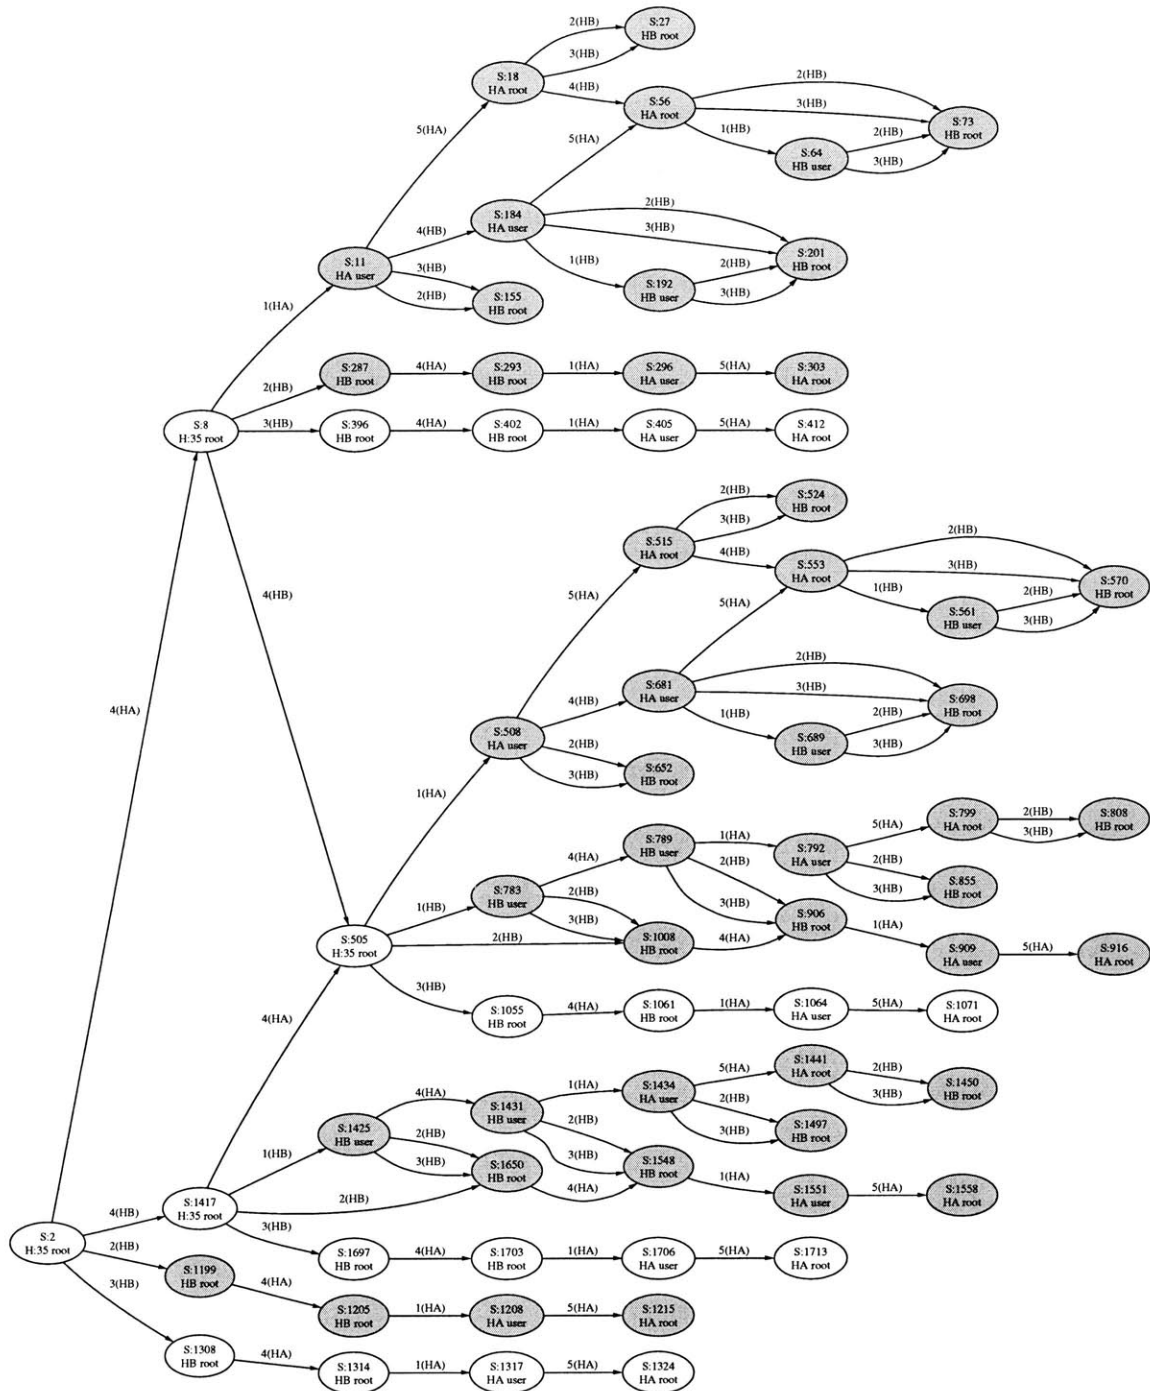 2(HB)
S:27
HB root
3(HB)
S:18
HA root
4(HB)
S:56
HA root
2(HB)
3(HB)
S:73
HB root
1(HB)
2(HB)
S:64
HB user
3(HB)
5(HA)
5(HA)
S:184
HA user
2(HB)
3(HB)
S:201
HB root
4(HB)
1(HB)
2(HB)
S:192
HB user
3(HB)
S:11
HA user
3(HB)
2(HB)
S:155
HB root
1(HA)
S:287
HB root
4(HA)
S:293
HB root
1(HA)
S:296
HA user
5(HA)
S:303
HA root
2(HB)
S:8
H:35 root
3(HB)
S:396
HB root
4(HA)
S:402
HB root
1(HA)
S:405
HA user
5(HA)
S:412
HA root
2(HB)
S:524
HB root
3(HB)
S:515
HA root
4(HB)
S:553
HA root
2(HB)
3(HB)
S:570
HB root
1(HB)
2(HB)
S:561
HB user
3(HB)
4(HB)
5(HA)
5(HA)
2(HB)
S:681
HA user
3(HB)
S:698
HB root
4(HA)
4(HB)
1(HB)
2(HB)
S:689
HB user
3(HB)
S:508
HA user
2(HB)
3(HB)
S:652
HB root
1(HA)
S:799
HA root
2(HB)
3(HB)
S:808
HB root
5(HA)
S:789
HB user
1(HA)
S:792
HA user
2(HB)
3(HB)
S:855
HB root
4(HA)
2(HB)
3(HB)
S:783
HB user
2(HB)
3(HB)
1(HB)
S:906
HB root
1(HA)
S:505
H:35 root
2(HB)
S:1008
HB root
4(HA)
S:909
HA user
5(HA)
S:916
HA root
3(HB)
S:1055
HB root
4(HA)
S:1061
HB root
1(HA)
S:1064
HA user
5(HA)
S:1071
HA root
4(HA)
S:1441
HA root
2(HB)
3(HB)
S:1450
HB root
5(HA)
S:1434
HA user
2(HB)
3(HB)
S:1497
HB root
1(HA)
4(HA)
S:1431
HB user
2(HB)
3(HB)
S:1425
HB user
2(HB)
3(HB)
1(HB)
S:1650
HB root
4(HA)
S:1548
HB root
1(HA)
S:1551
HA user
5(HA)
S:1558
HA root
2(HB)
S:1417
H:35 root
3(HB)
S:1697
HB root
4(HA)
S:1703
HB root
1(HA)
S:1706
HA user
5(HA)
S:1713
HA root
4(HB)
S:2
H:35 root
2(HB)
S:1199
HB root
4(HA)
S:1205
HB root
1(HA)
S:1208
HA user
5(HA)
S:1215
HA root
3(HB)
S:1308
HB root
4(HA)
S:1314
HB root
1(HA)
S:1317
HA user
5(HA)
S:1324
HA root